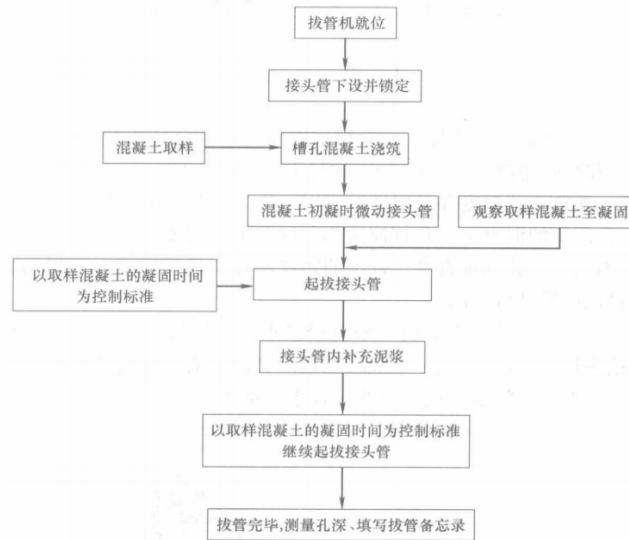 拔管机就位
接头管下设并锁定
混凝土取样
槽孔混凝土浇筑
混凝土初凝时微动接头管
观察取样混凝土至凝固
以取样混凝土的凝固时间
为控制标准
起拔接头管
接头管内补充泥浆
以取样混凝土的凝固时间为控制标准
继续起拔接头管
拔管完毕,测量孔深、填写拔管备忘录